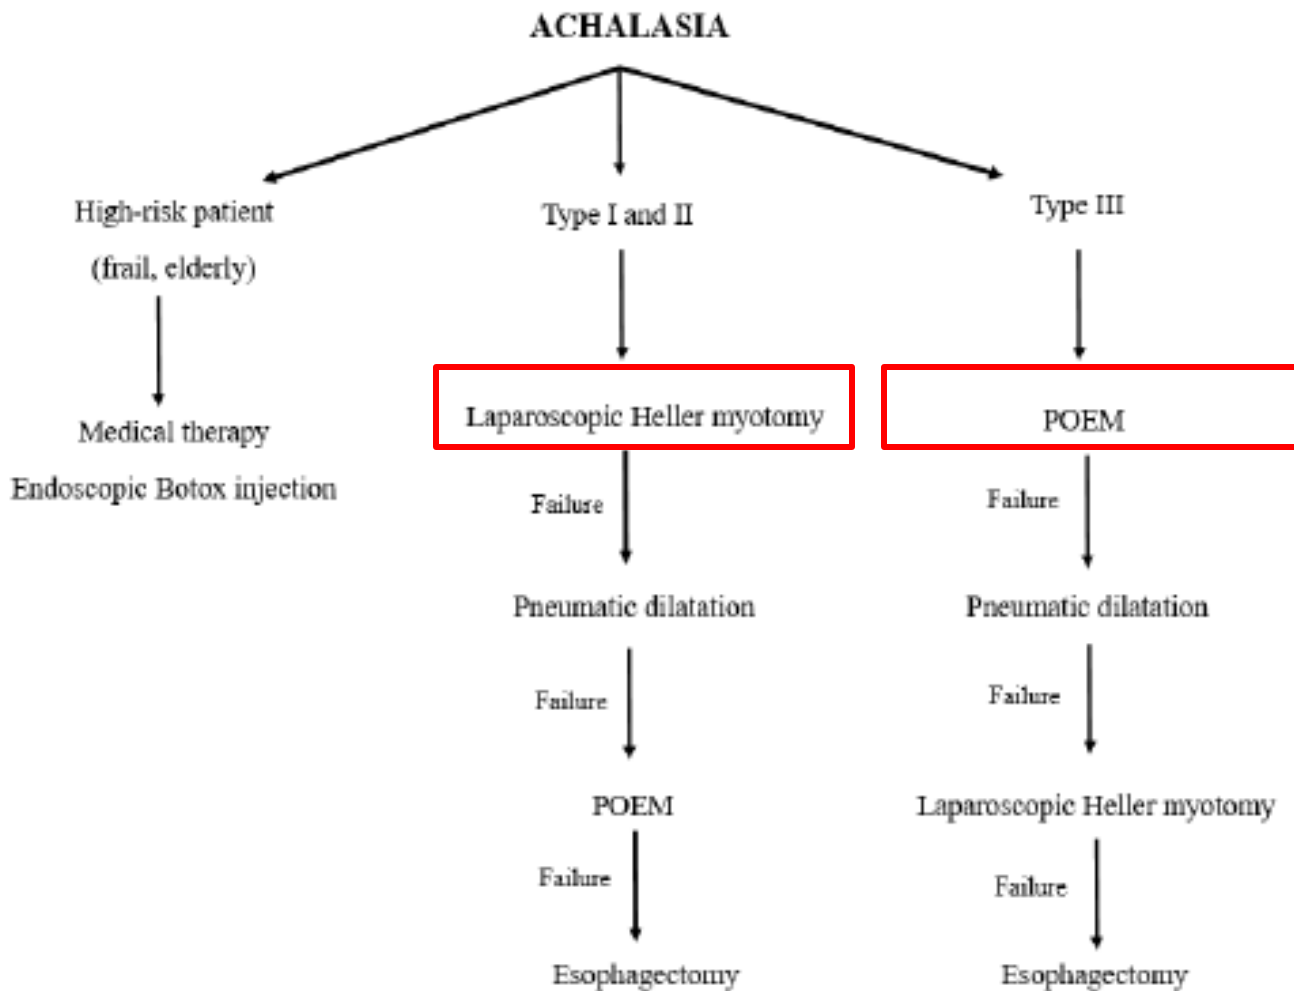 ACHALASIA
High-risk patient
(frail, elderly)
Medical therapy
Endoscopic Botox injection
Type I and II
Laparoscopic Heller myotomy
Failure
Pneumatic dilatation
Failure
POEM
Failure
Esophagectomy
Type III
POEM
Failure
Pneumatic dilatation
Failure
Laparoscopic Heller myotomy
Failure
Esophagectomy